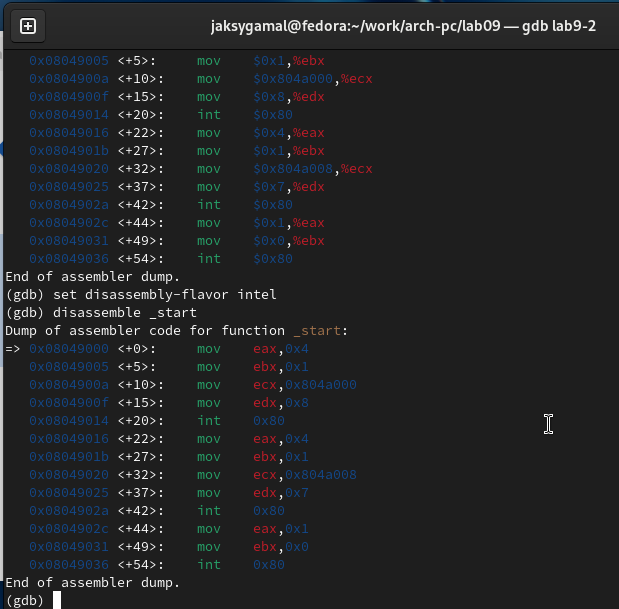 jaksygamal@fedora:~/work/arch-pc/lab09 — gdb lab9-2
0x08049005 <+5>: mov $0x1,%ebx
0x0804900a <+10>: mov $0x804a000,%ecx
0x0804900f <+15>: mov $0x8,%edx
0x08049014 <+20>: int $0x80
0x08049016 <+22>: mov $0x4,%eax
0x0804901b <+27>: mov $0x1,%ebx
0x08049020 <+32>: mov $0x804a008,%ecx
0x08049025 <+37>: mov $0x7,%edx
0x0804902a <+42>: int $0x80
0x0804902c <+44>: mov $0x1,%eax
0x08049031 <+49>: mov $0x0,%ebx
0x08049036 <+54>: int $0x80
End of assembler dump.
(gdb) set disassembly-flavor intel
(gdb) disassemble _start
Dump of assembler code for function _start:
=> 0x08049000 <+0>: mov eax,0x4
0x08049005 <+5>: mov ebx,0x1
0x0804900a <+10>: mov ecx,0x804a000
0x0804900f <+15>: mov edx,0x8
0x08049014 <+20>: int 0x80
0x08049016 <+22>: mov eax,0x4
0x0804901b <+27>: mov ebx,0x1
0x08049020 <+32>: mov ecx,0x804a008
0x08049025 <+37>: mov edx,0x7
0x0804902a <+42>: int 0x80
0x0804902c <+44>: mov eax,0x1
0x08049031 <+49>: mov ebx,0x0
0x08049036 <+54>: int 0x80
End of assembler dump.
(gdb)